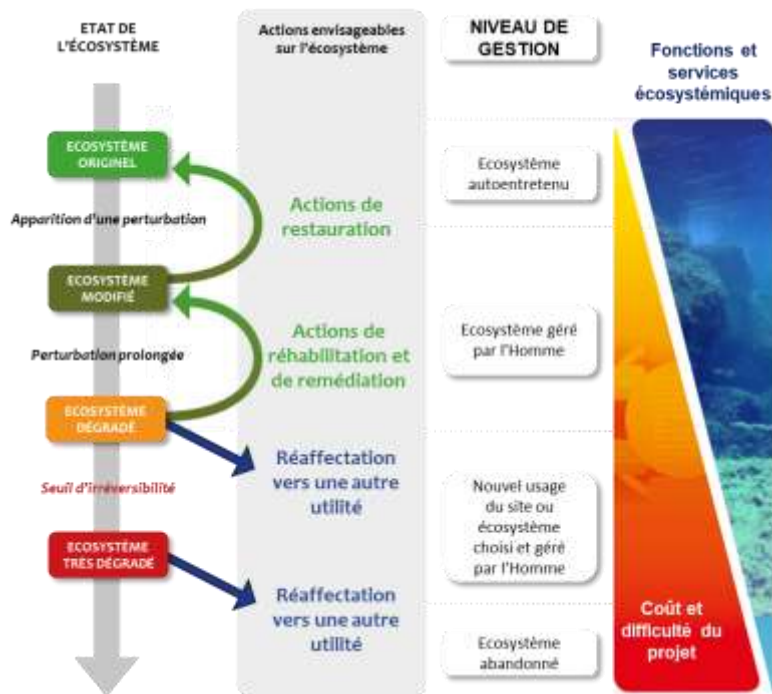 ETAT DE
L'ÉCOSYSTÈME
Actions envisageables
sur l'écosystème
NIVEAU DE
GESTION
Fonctions et
services
écosystémiques
ECOSYSTÈME
ORIGINEL
Apparition d'une perturbation
ECOSYSTÈME
MODIFIÉ
Perturbation prolongée
ECOSYSTÈME
DÉGRADÉ
Seuil d'irréversibilité
ECOSYSTÈME
TRÈS DÉGRADÉ
Actions de
restauration
Actions de
réhabilitation et
de remédiation
Réaffectation
vers une autre
utilité
Réaffectation
vers une autre
utilité
Ecosystème
autoentretenu
Ecosystème géré
par l'Homme
Nouvel usage
du site ou
écosystème
choisi et géré
par l'Homme
Ecosystème
abandonné
Coût et
difficulté du
projet